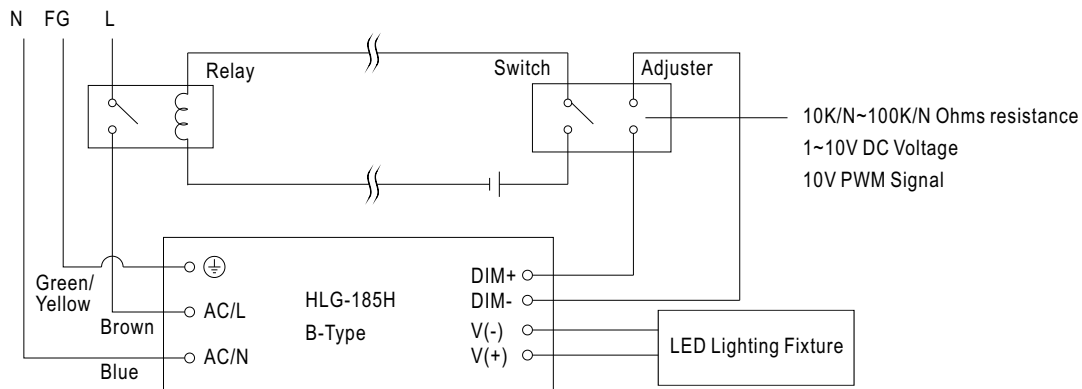 N FG L
Relay
Switch
Adjuster
10K/N~100K/N Ohms resistance
1~10V DC Voltage
10V PWM Signal
Green/
Yellow
Brown
Blue
AC/L
AC/N
HLG-185H
B-Type
DIM+
DIM-
V(-)
V(+)
LED Lighting Fixture